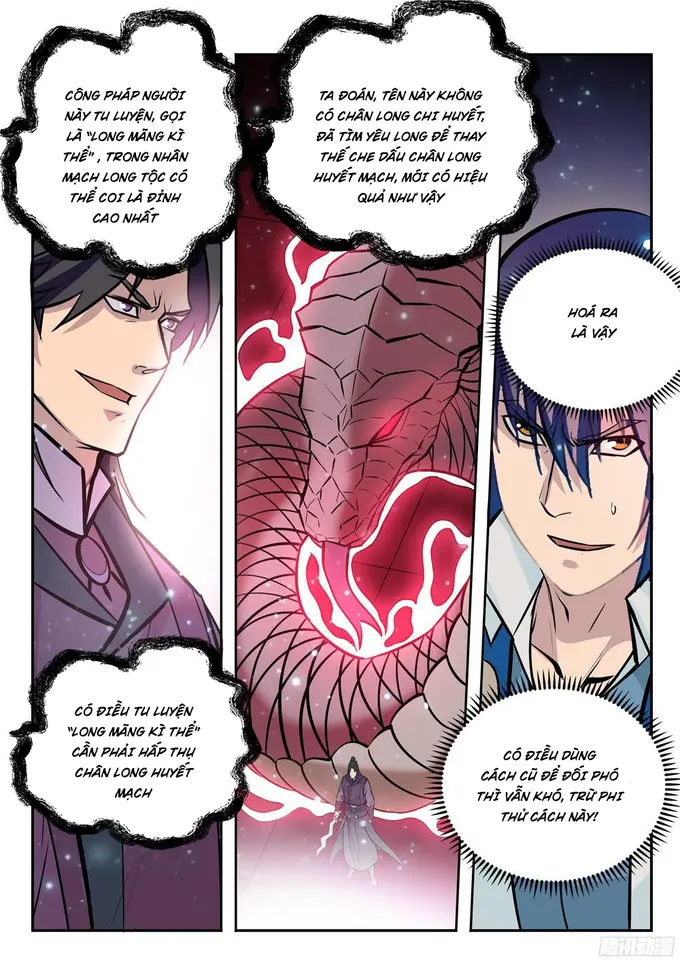 CÔNG PHÁP NGƯỜI
NÀY TU LUYỆN, GỌI
LÀ "LONG MÃNG KÌ
THỂ" , TRONG NHÂN
MẠCH LONG TỘC CÓ
THỂ COI LÀ ĐỈNH
CAO NHẤT
CÓ ĐIỀU TU LUYỆN
"LONG MÃNG KÌ THỂ"
CẦN PHẢI HẤP THỤ
CHÂN LONG HUYẾT
MẠCH
TA ĐOÁN, TÊN NÀY KHÔNG
CÓ CHÂN LONG CHI HUYẾT,
ĐÃ TÌM YÊU LONG ĐỂ THAY
THẾ CHE DẤU CHÂN LONG
HUYẾT MẠCH, MỚI CÓ HIỆU
QUẢ NHƯ VẬY
HOÁ RA
LÀ VẬY
CÓ ĐIỀU DÙNG
CÁCH CŨ ĐỂ ĐỐI PHÓ
THÌ VẪN KHÓ, TRỪ PHI
THỬ CÁCH NÀY!
腾讯动漫